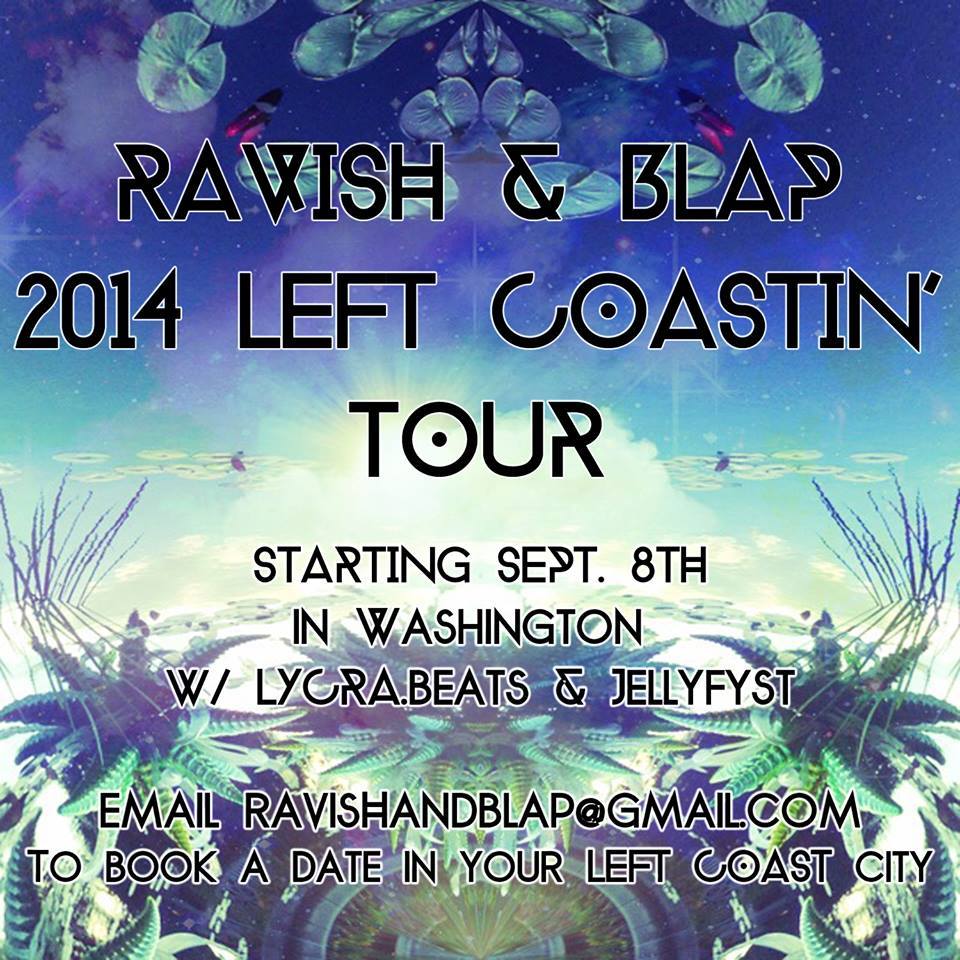 RAVISH & BLAP
2014 LEFT COASTIN'
TOUR
STARTING SEPT. 8TH
IN WASHINGTON
W/ LYCRA.BEATS & JELLYFYST
EMAIL RAVISHANDBLAP@GMAIL.COM
TO BOOK A DATE IN YOUR LEFT COAST CITY